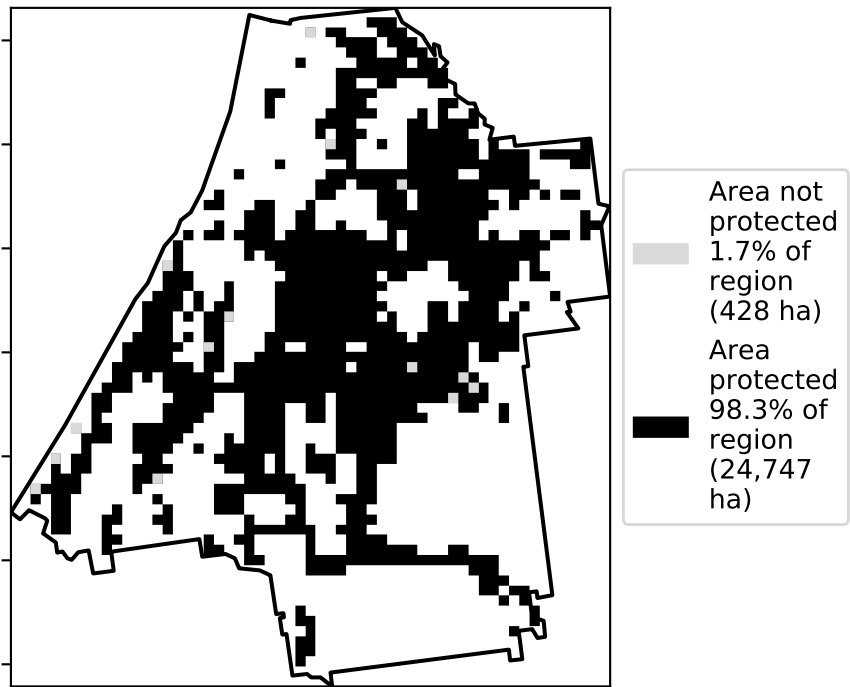 Area not
protected
1.7% of
region
(428 ha)
Area
protected
98.3% of
region
(24,747
ha)